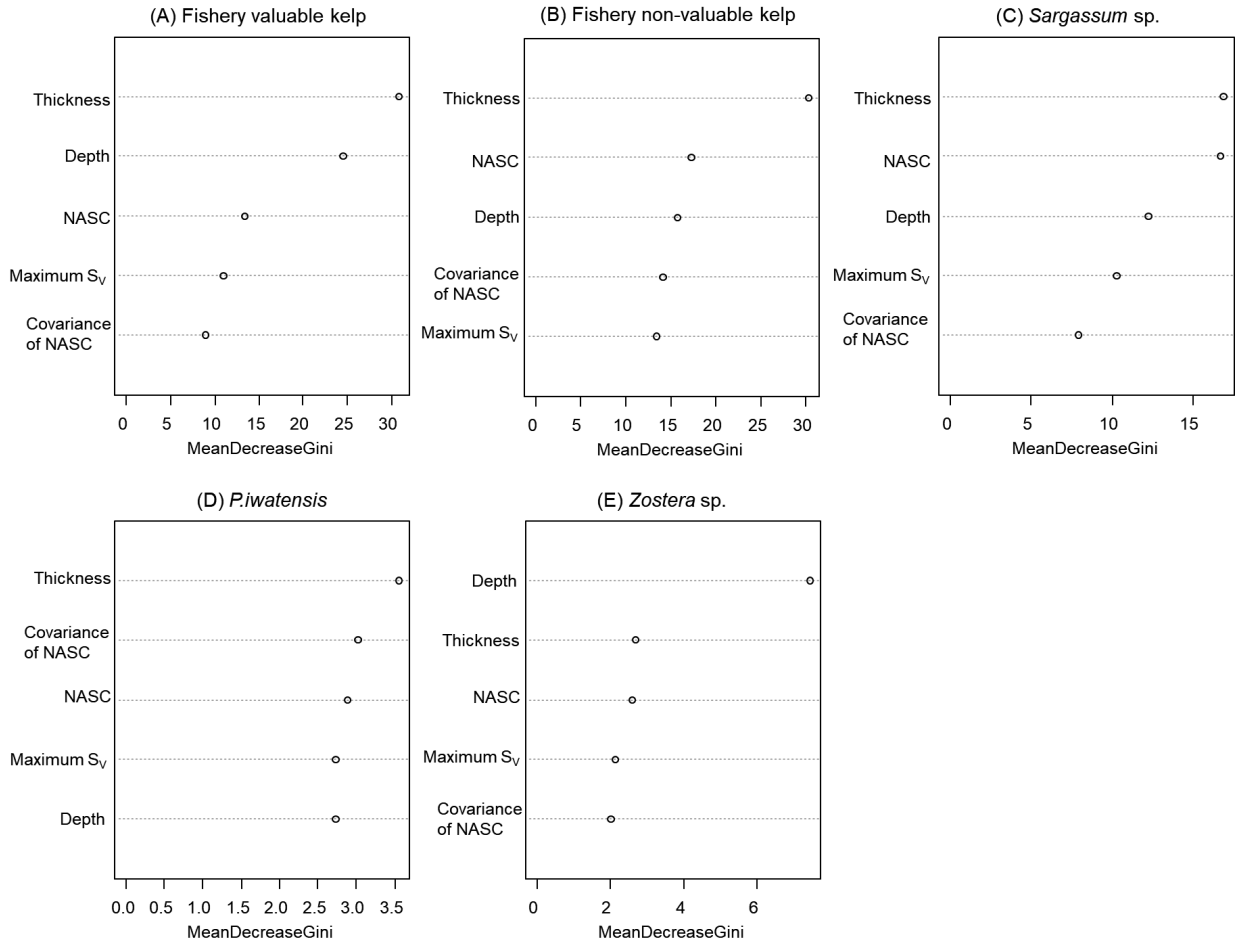 (A) Fishery valuable kelp
Thickness
Depth
NASC
Maximum SV
Covariance
of NASC
0 5 10 15 20 25 30
MeanDecreaseGini
(B) Fishery non-valuable kelp
Thickness
NASC
Depth
Covariance
of NASC
Maximum SV
0 5 10 15 20 25 30
MeanDecreaseGini
(C) Sargassum sp.
Thickness
NASC
Depth
Maximum SV
Covariance
of NASC
0 5 10 15
MeanDecreaseGini
(D) P.iwatensis
Thickness
Covariance
of NASC
NASC
Maximum SV
Depth
0.0 0.5 1.0 1.5 2.0 2.5 3.0 3.5
MeanDecreaseGini
(E) Zostera sp.
Depth
Thickness
NASC
Maximum SV
Covariance
of NASC
0 2 4 6
MeanDecreaseGini